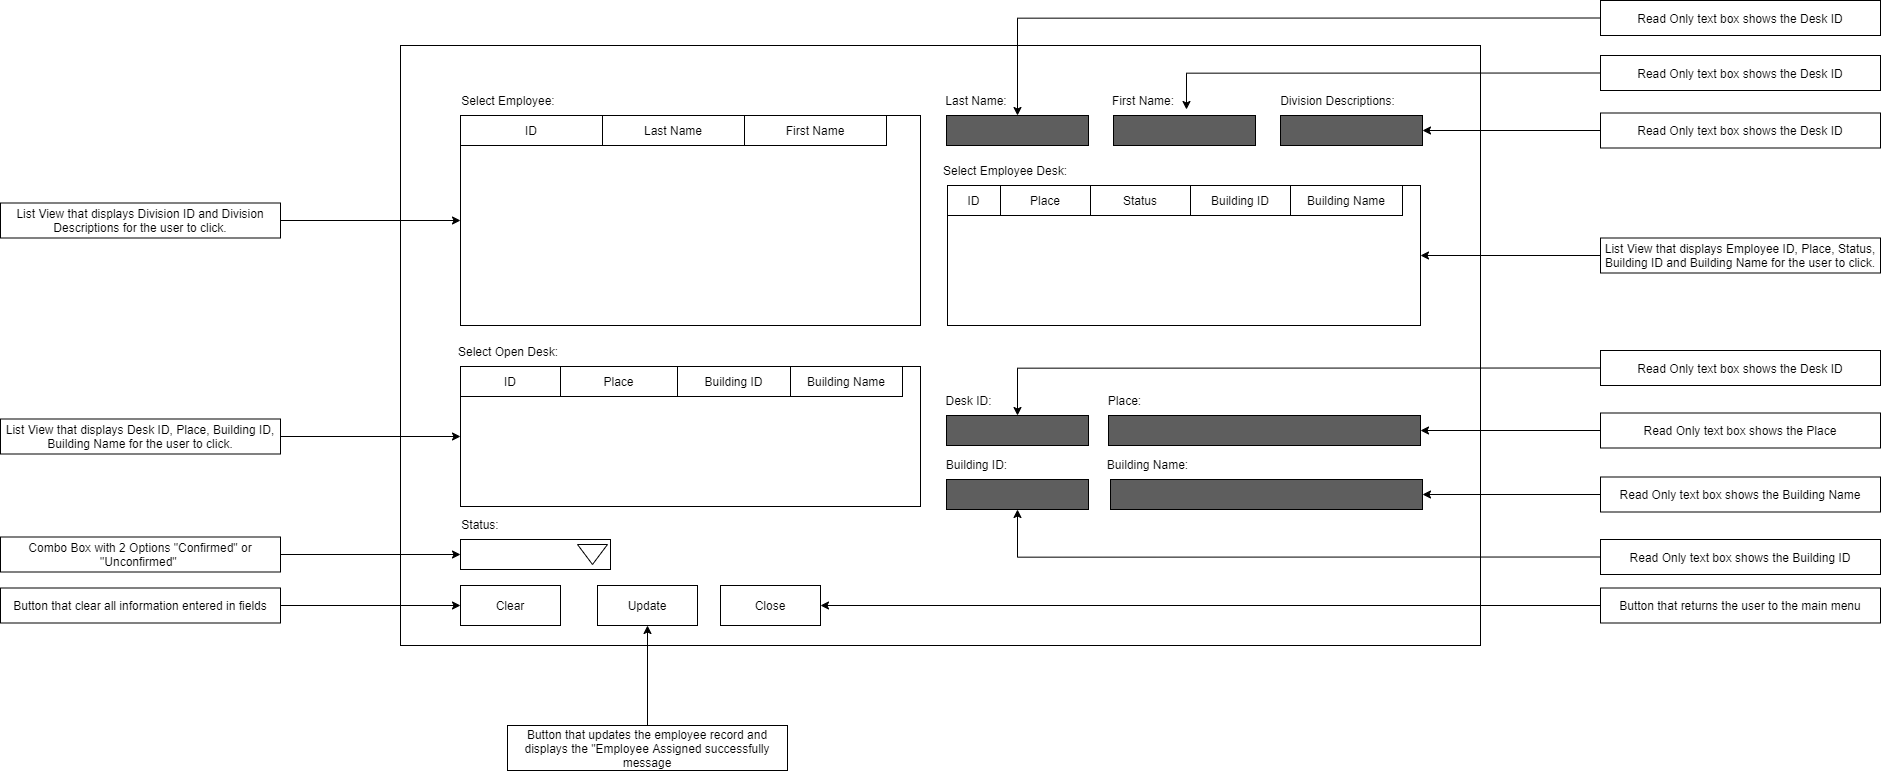 Read Only text box shows the Desk ID
Read Only text box shows the Desk ID
Select Employee:
Last Name:
First Name:
Division Descriptions:
ID
Last Name
First Name
Read Only text box shows the Desk ID
Select Employee Desk:
ID
Place
Status
Building ID
Building Name
List View that displays Division ID and Division
Descriptions for the user to click.
List View that displays Employee ID, Place, Status,
Building ID and Building Name for the user to click.
Select Open Desk:
ID
Place
Building ID
Building Name
Read Only text box shows the Desk ID
Desk ID:
Place:
List View that displays Desk ID, Place, Building ID,
Building Name for the user to click.
Read Only text box shows the Place
Building ID:
Building Name:
Read Only text box shows the Building Name
Status:
Combo Box with 2 Options "Confirmed" or
"Unconfirmed"
Read Only text box shows the Building ID
Button that clear all information entered in fields
Clear
Update
Close
Button that returns the user to the main menu
Button that updates the employee record and
displays the "Employee Assigned successfully
message